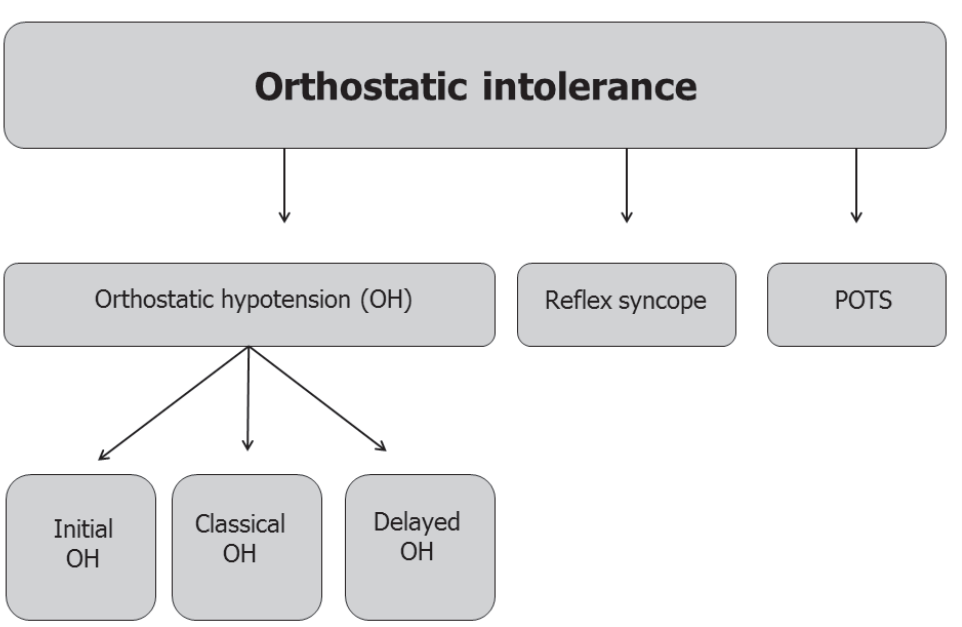 Orthostatic intolerance
Orthostatic hypotension (OH)
Reflex syncope
POTS
Initial
OH
Classical
OH
Delayed
OH